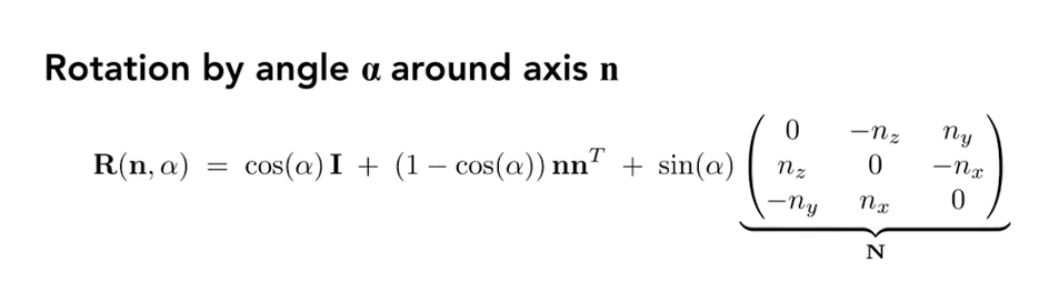 Rotation by angle α around axis n
R(n, α) = cos(α) I + (1 − cos(α)) nn^T + sin(α) ( 0 −n_z n_y
n_z 0 −n_x
−n_y n_x 0 )
N